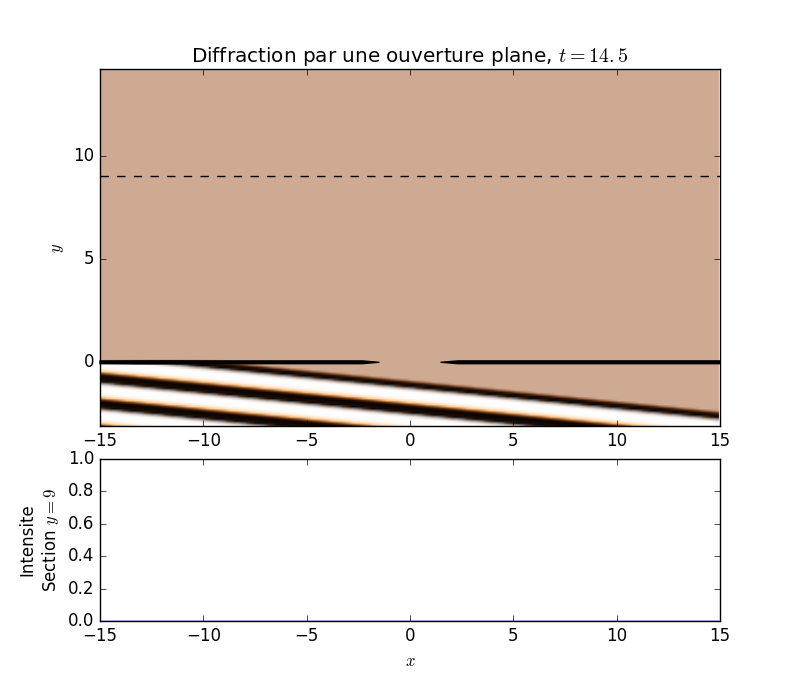 Diffraction par une ouverture plane, t = 14.5
10
5
0
y
−15 −10 −5 0 5 10 15
1.0
0.8
0.6
0.4
0.2
0.0
Intensite
Section y = 9
−15 −10 −5 0 5 10 15
x